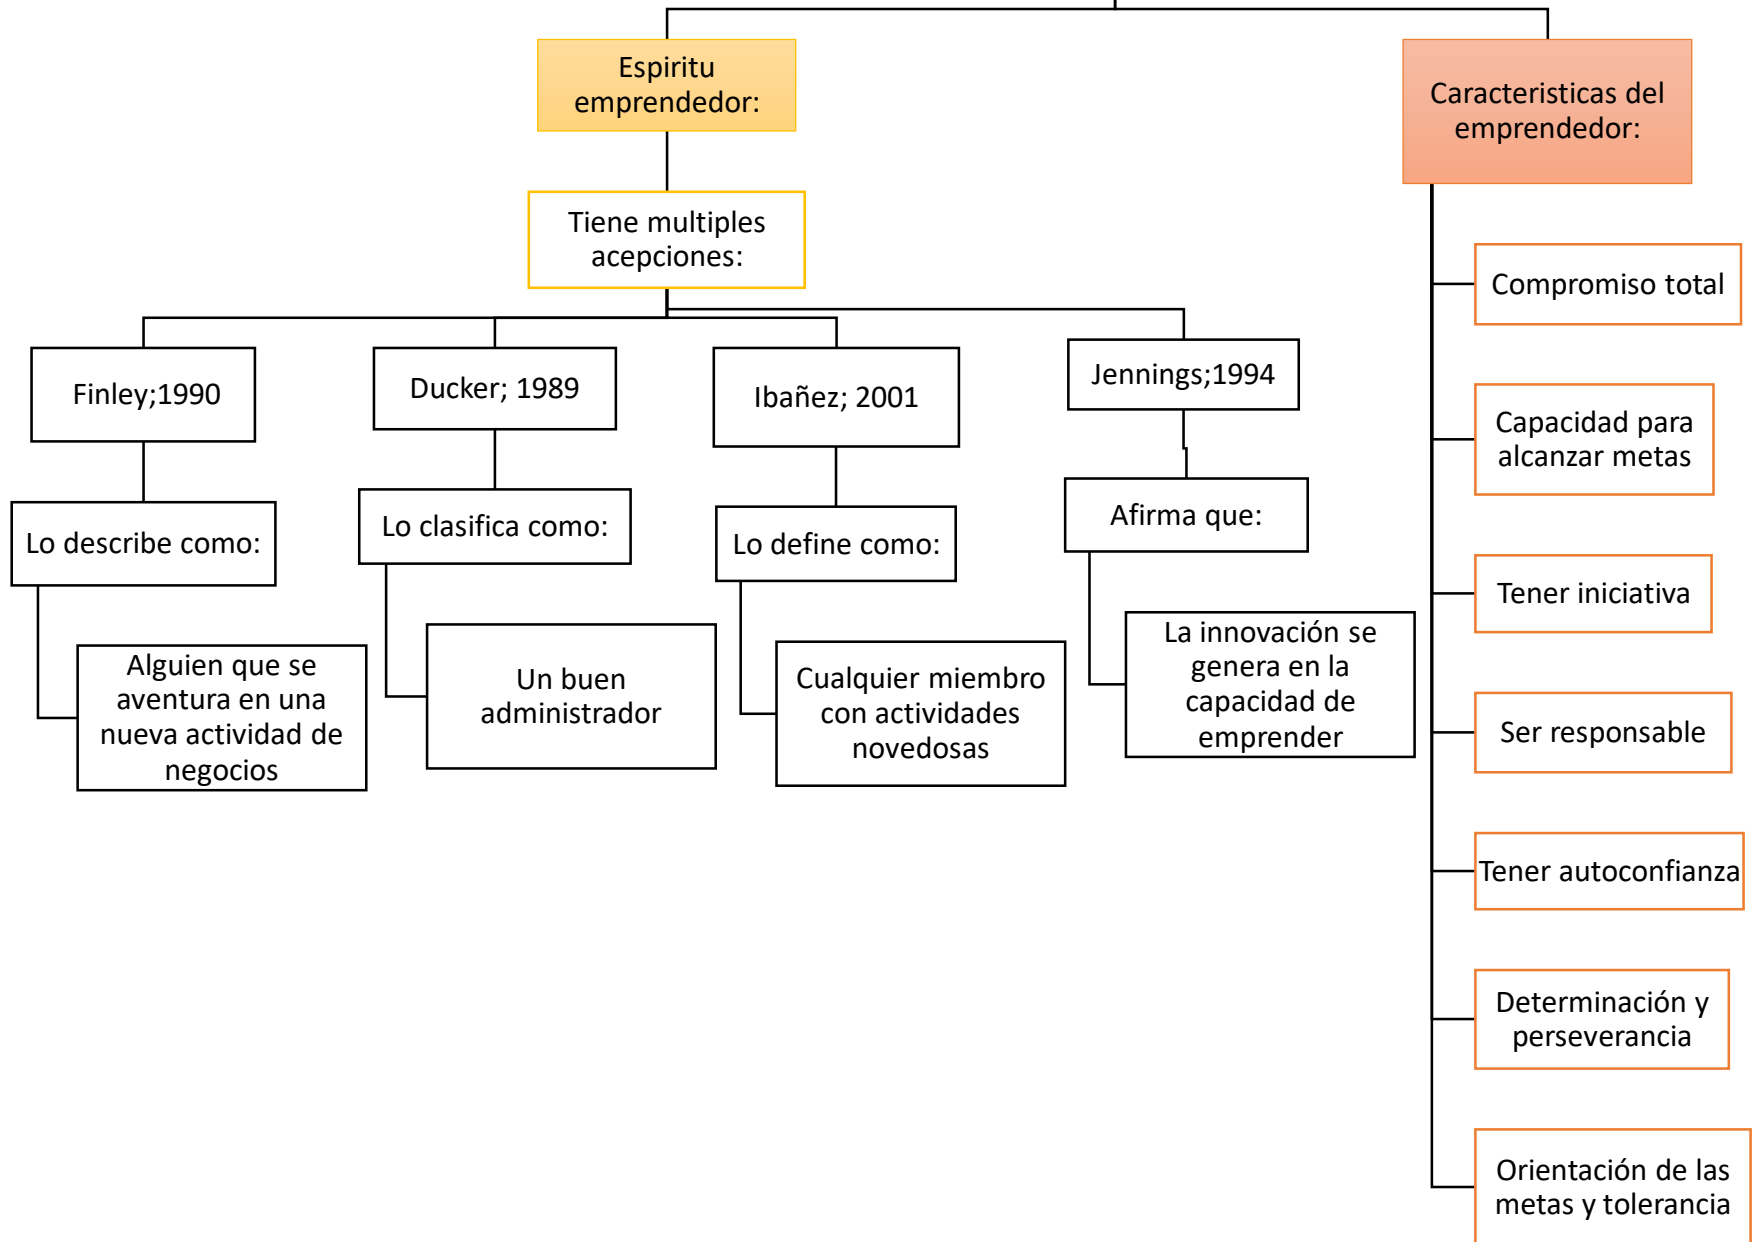 Espiritu
emprendedor:
Caracteristicas del
emprendedor:
Tiene multiples
acepciones:
Finley;1990
Ducker; 1989
Ibañez; 2001
Jennings;1994
Lo describe como:
Lo clasifica como:
Lo define como:
Afirma que:
Alguien que se
aventura en una
nueva actividad de
negocios
Un buen
administrador
Cualquier miembro
con actividades
novedosas
La innovación se
genera en la
capacidad de
emprender
Compromiso total
Capacidad para
alcanzar metas
Tener iniciativa
Ser responsable
Tener autoconfianza
Determinación y
perseverancia
Orientación de las
metas y tolerancia